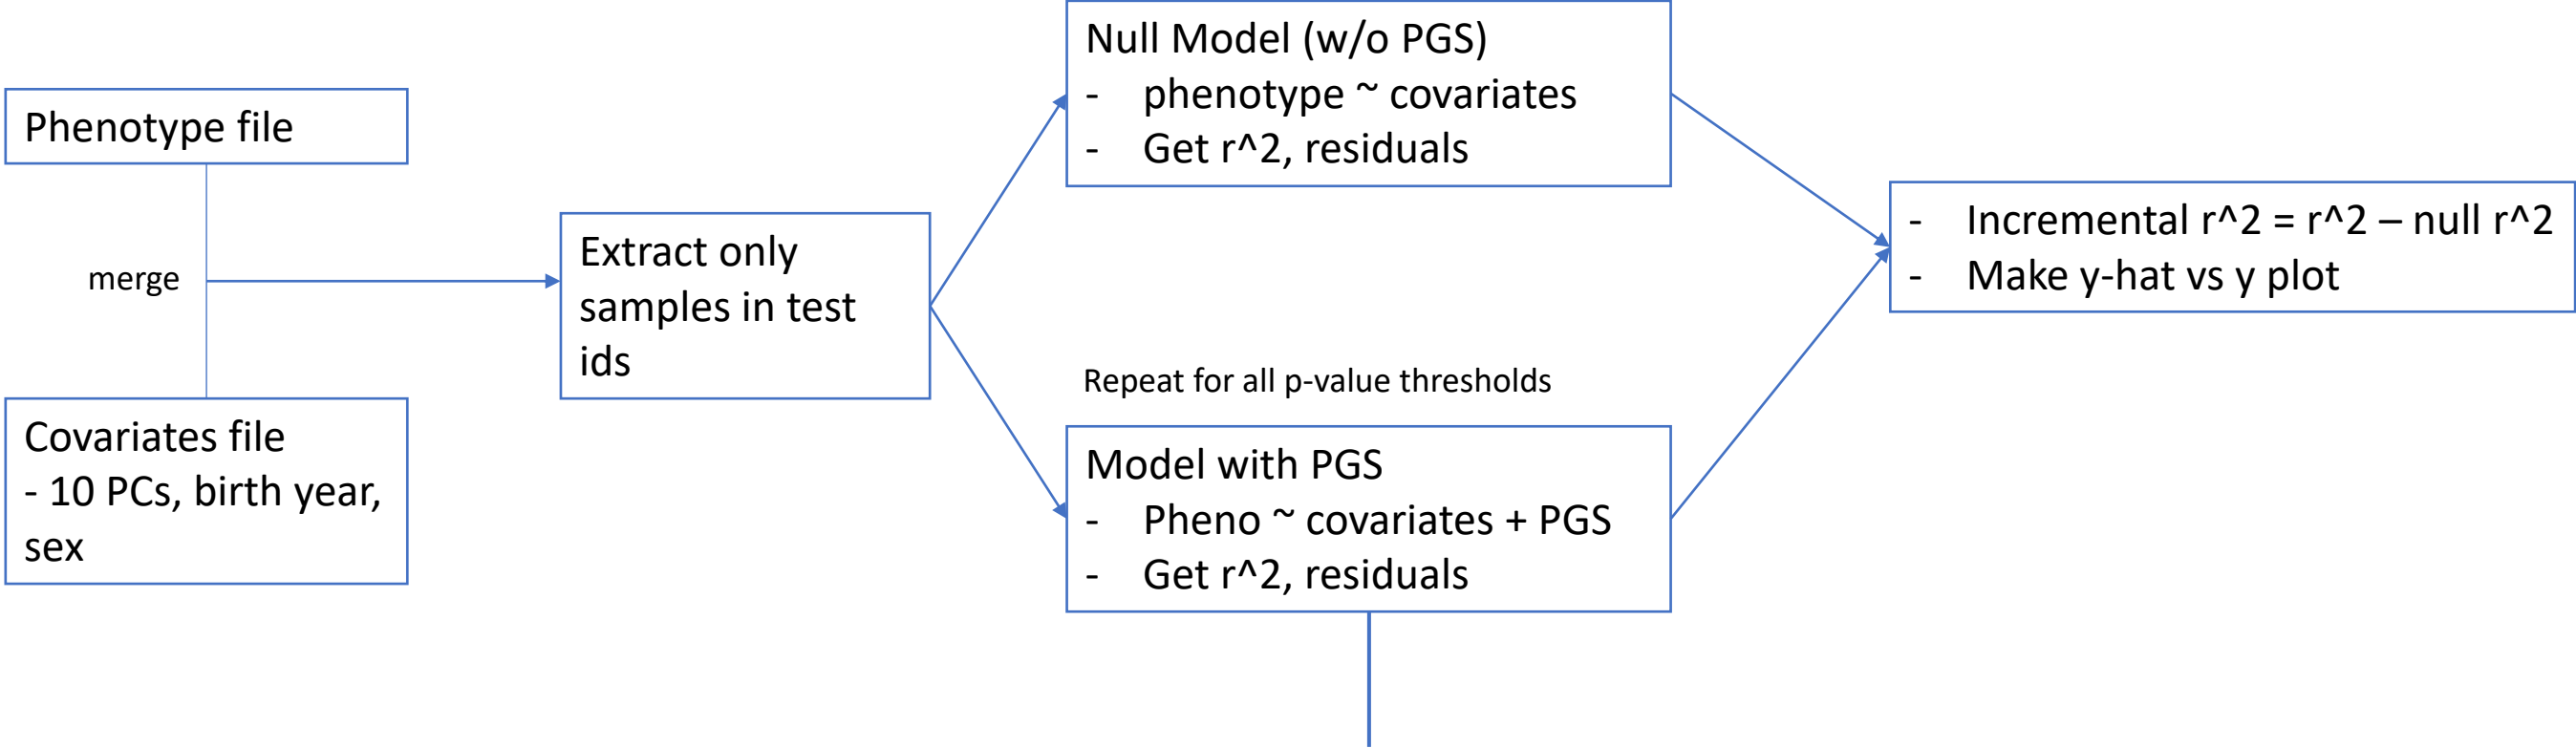 Phenotype file
merge
Covariates file
- 10 PCs, birth year,
sex
Extract only
samples in test
ids
Null Model (w/o PGS)
- phenotype ~ covariates
- Get r^2, residuals
Repeat for all p-value thresholds
Model with PGS
- Pheno ~ covariates + PGS
- Get r^2, residuals
- Incremental r^2 = r^2 – null r^2
- Make y-hat vs y plot